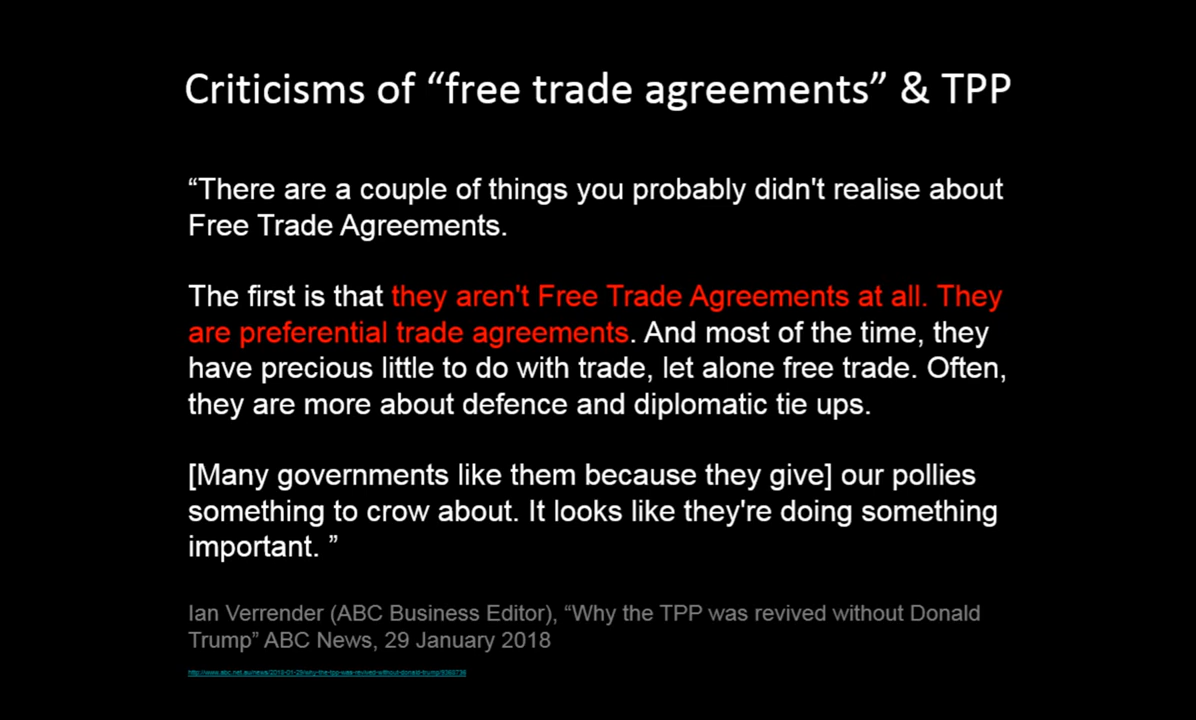 Criticisms of “free trade agreements” & TPP
“There are a couple of things you probably didn't realise about
Free Trade Agreements.
The first is that they aren't Free Trade Agreements at all. They
are preferential trade agreements. And most of the time, they
have precious little to do with trade, let alone free trade. Often,
they are more about defence and diplomatic tie ups.
[Many governments like them because they give] our pollies
something to crow about. It looks like they're doing something
important. ”
Ian Verrender (ABC Business Editor), “Why the TPP was revived without Donald
Trump” ABC News, 29 January 2018